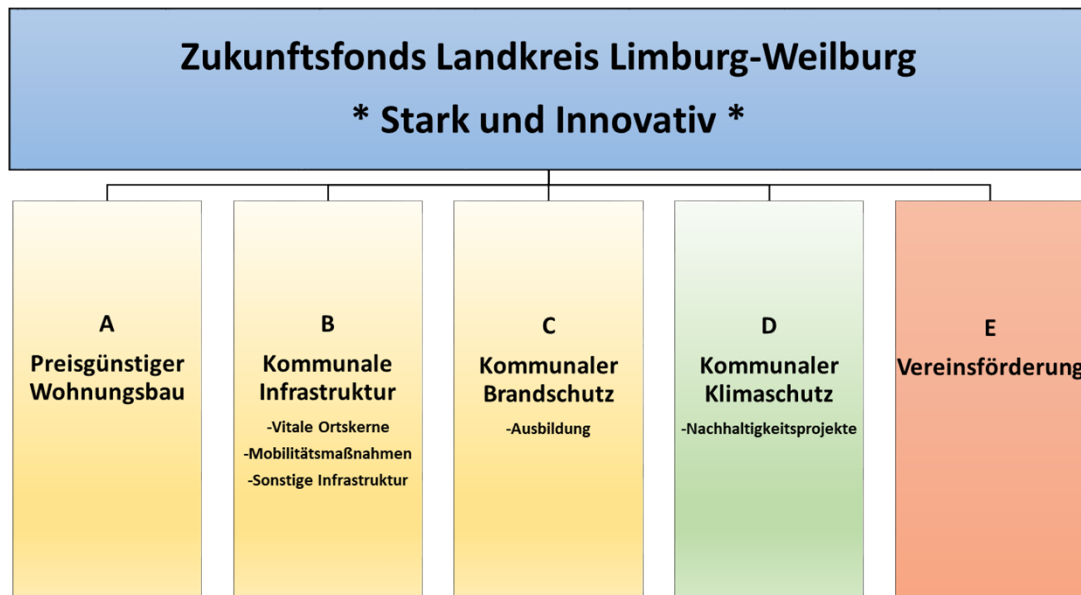 Zukunftsfonds Landkreis Limburg-Weilburg
* Stark und Innovativ *
A
Preisgünstiger
Wohnungsbau
B
Kommunale
Infrastruktur
-Vitale Ortskerne
-Mobilitätsmaßnahmen
-Sonstige Infrastruktur
C
Kommunaler
Brandschutz
-Ausbildung
D
Kommunaler
Klimaschutz
-Nachhaltigkeitsprojekte
E
Vereinsförderung